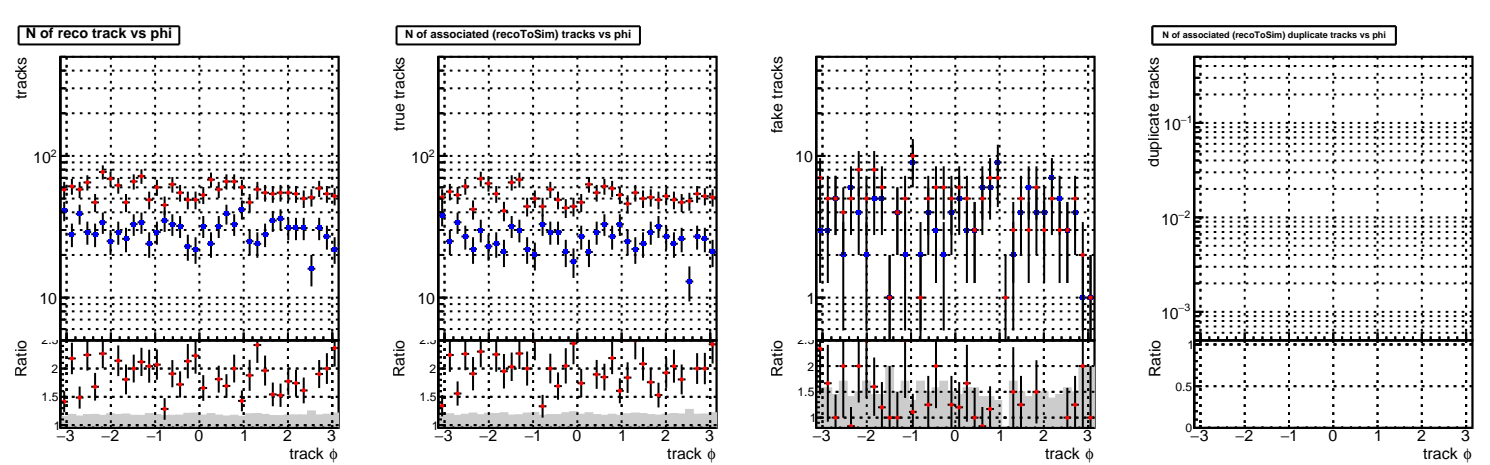 N of reco track vs phi
tracks
10²
10
Ratio
2.5
2
1.5
1
−3 −2 −1 0 1 2 3
track ϕ
N of associated (recoToSim) tracks vs phi
true tracks
10²
10
Ratio
2.5
2
1.5
1
−3 −2 −1 0 1 2 3
track ϕ
fake tracks
10
1
Ratio
2.5
2
1.5
1
−3 −2 −1 0 1 2 3
track ϕ
N of associated (recoToSim) duplicate tracks vs phi
duplicate tracks
10⁻¹
10⁻²
10⁻³
Ratio
1
0.5
0
−3 −2 −1 0 1 2 3
track ϕ